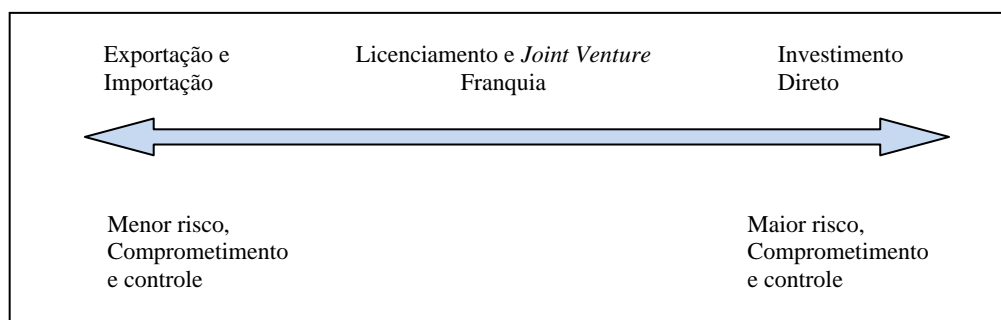 Exportação e
Importação
Licenciamento e Joint Venture
Franquia
Investimento
Direto
Menor risco,
Comprometimento
e controle
Maior risco,
Comprometimento
e controle